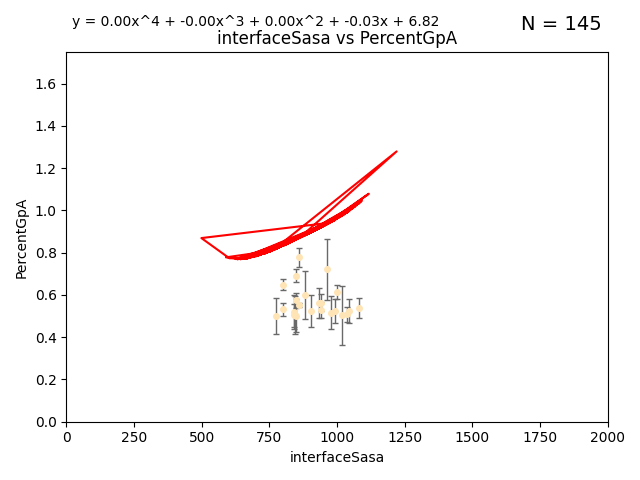 y = 0.00x^4 + -0.00x^3 + 0.00x^2 + -0.03x + 6.82
N = 145
interfaceSasa vs PercentGpA
1.6
1.4
1.2
1.0
0.8
0.6
0.4
0.2
0.0
PercentGpA
0 250 500 750 1000 1250 1500 1750 2000
interfaceSasa